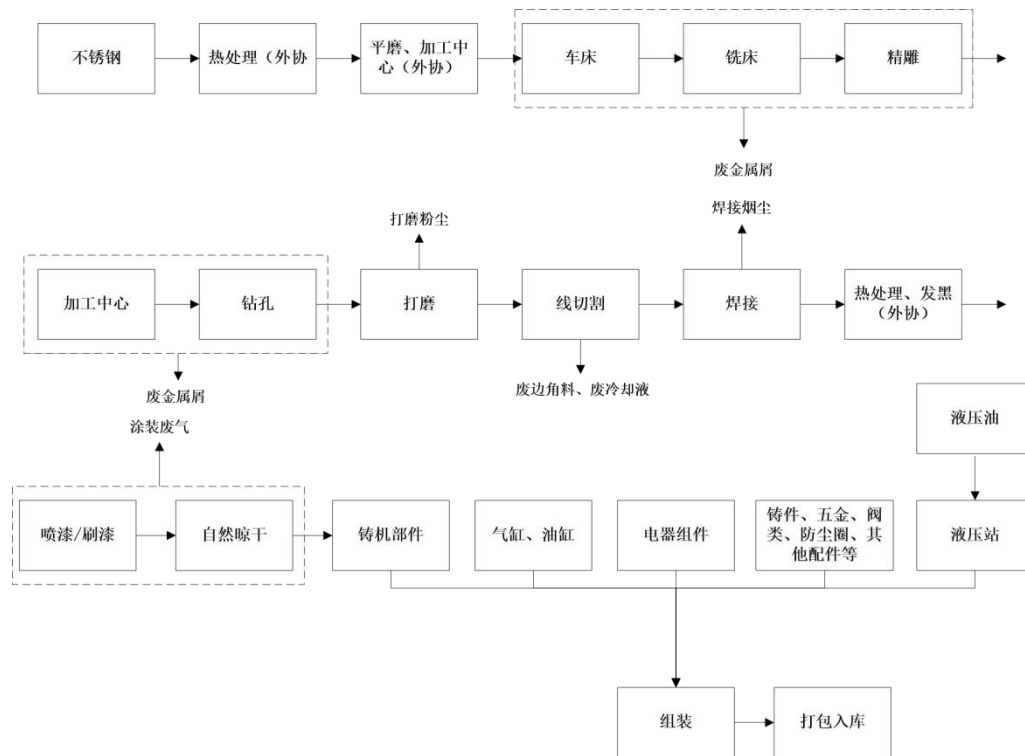 不锈钢
热处理（外协
平磨、加工中
心（外协）
车床
铣床
精雕
废金属屑
焊接烟尘
打磨粉尘
加工中心
钻孔
打磨
线切割
焊接
热处理、发黑
（外协）
废边角料、废冷却液
废金属屑
涂装废气
液压油
喷漆/刷漆
自然晾干
铸机部件
气缸、油缸
电器组件
铸件、五金、阀
类、防尘圈、其
他配件等
液压站
组装
打包入库